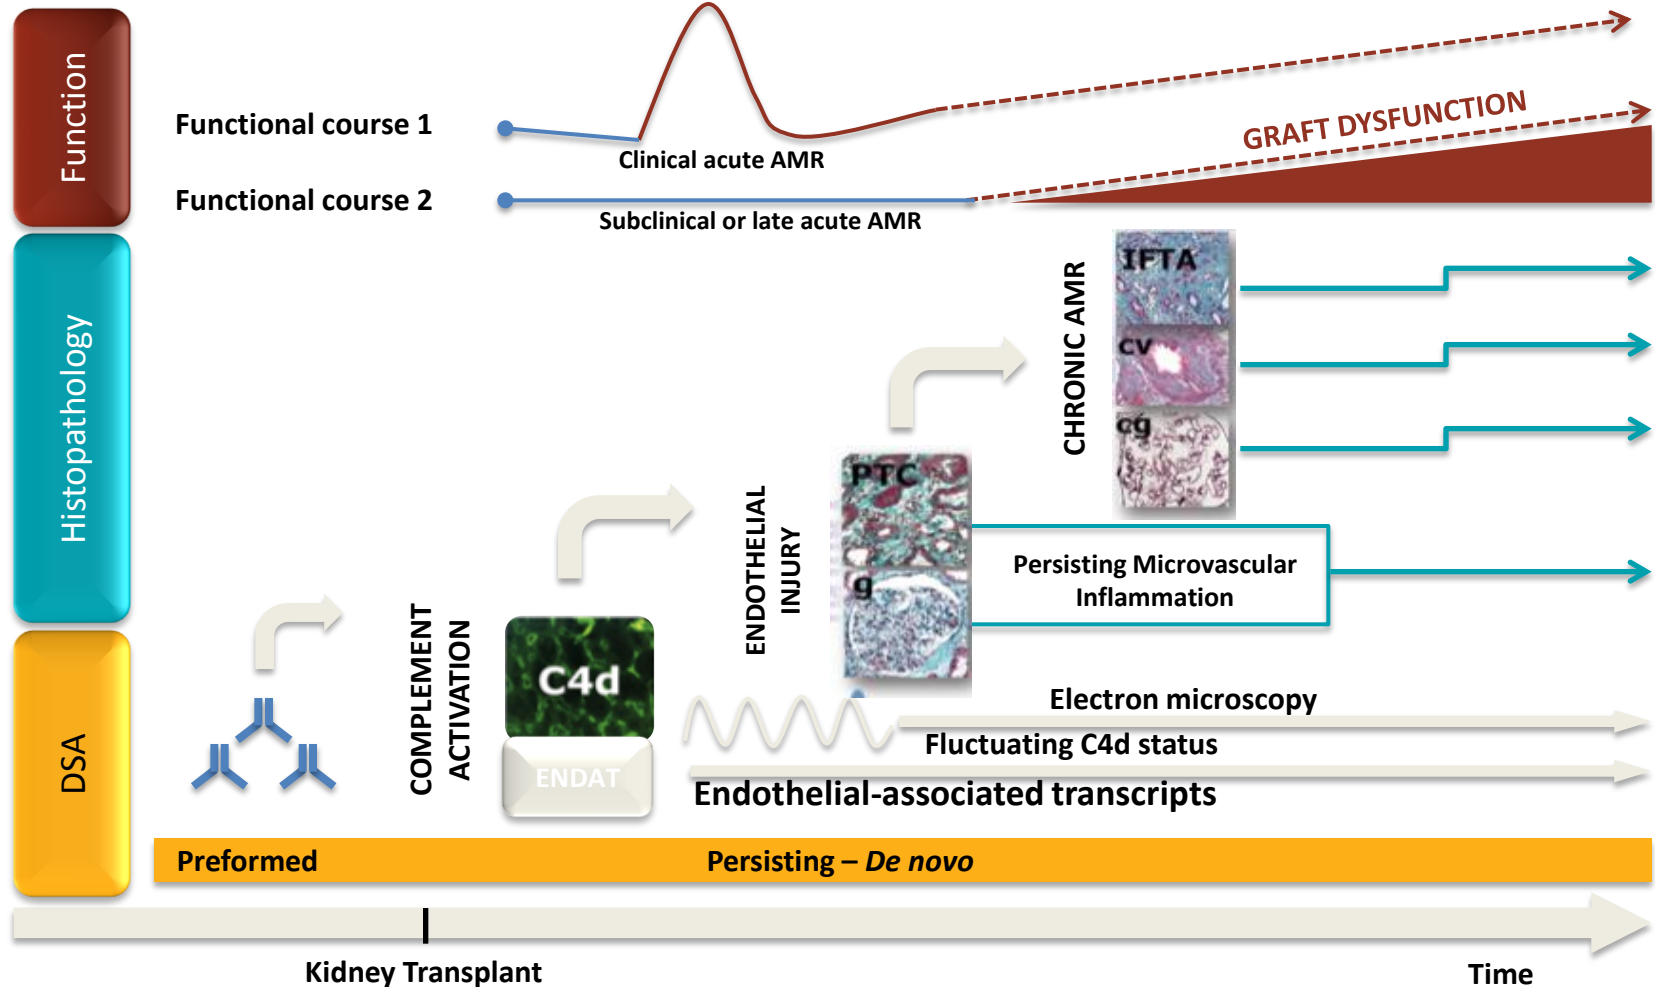 Function
Functional course 1
Clinical acute AMR
GRAFT DYSFUNCTION
Functional course 2
Subclinical or late acute AMR
Histopathology
CHRONIC AMR
IFTA
cv
cg
ENDOTHELIAL
INJURY
PTC
g
Persisting Microvascular
Inflammation
COMPLEMENT
ACTIVATION
C4d
ENDAT
Electron microscopy
Fluctuating C4d status
Endothelial-associated transcripts
DSA
Preformed
Persisting – De novo
Kidney Transplant
Time